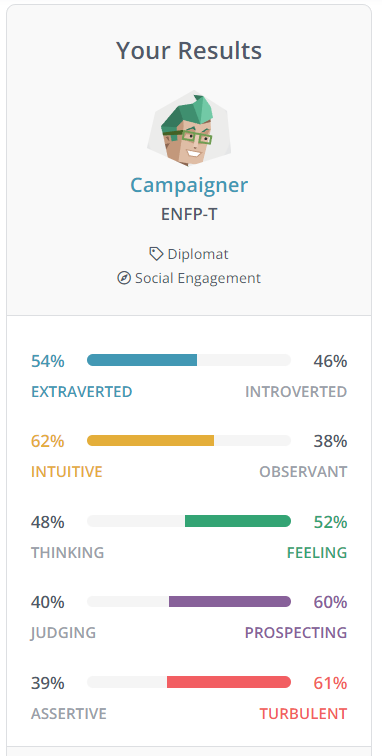 Your Results
Campaigner
ENFP-T
Diplomat
Social Engagement
54% 46%
EXTRAVERTED INTROVERTED
62% 38%
INTUITIVE OBSERVANT
48% 52%
THINKING FEELING
40% 60%
JUDGING PROSPECTING
39% 61%
ASSERTIVE TURBULENT